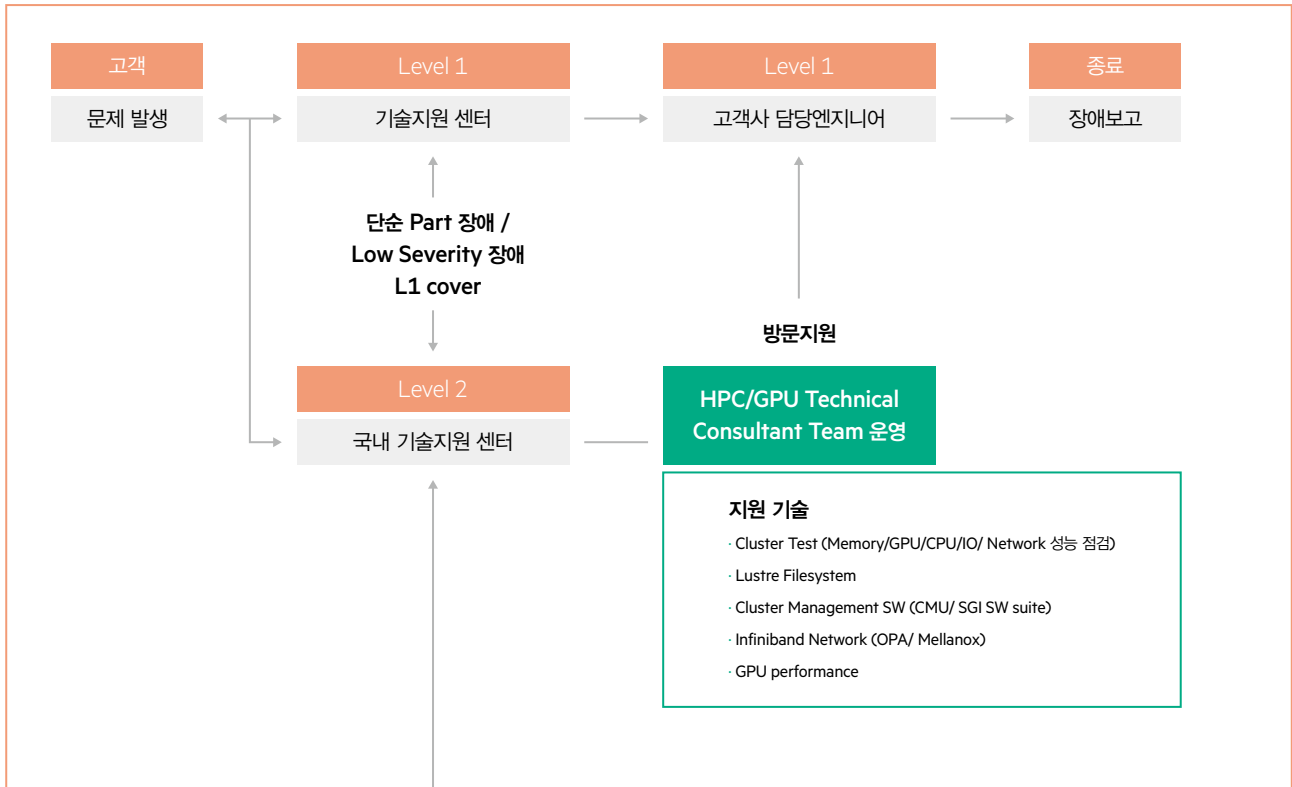 고객
문제 발생
Level 1
기술지원 센터
Level 1
고객사 담당엔지니어
종료
장애보고
단순 Part 장애 /
Low Severity 장애
L1 cover
방문지원
Level 2
국내 기술지원 센터
HPC/GPU Technical
Consultant Team 운영
지원 기술
· Cluster Test (Memory/GPU/CPU/IO/ Network 성능 점검)
· Lustre Filesystem
· Cluster Management SW (CMU/ SGI SW suite)
· Infiniband Network (OPA/ Mellanox)
· GPU performance